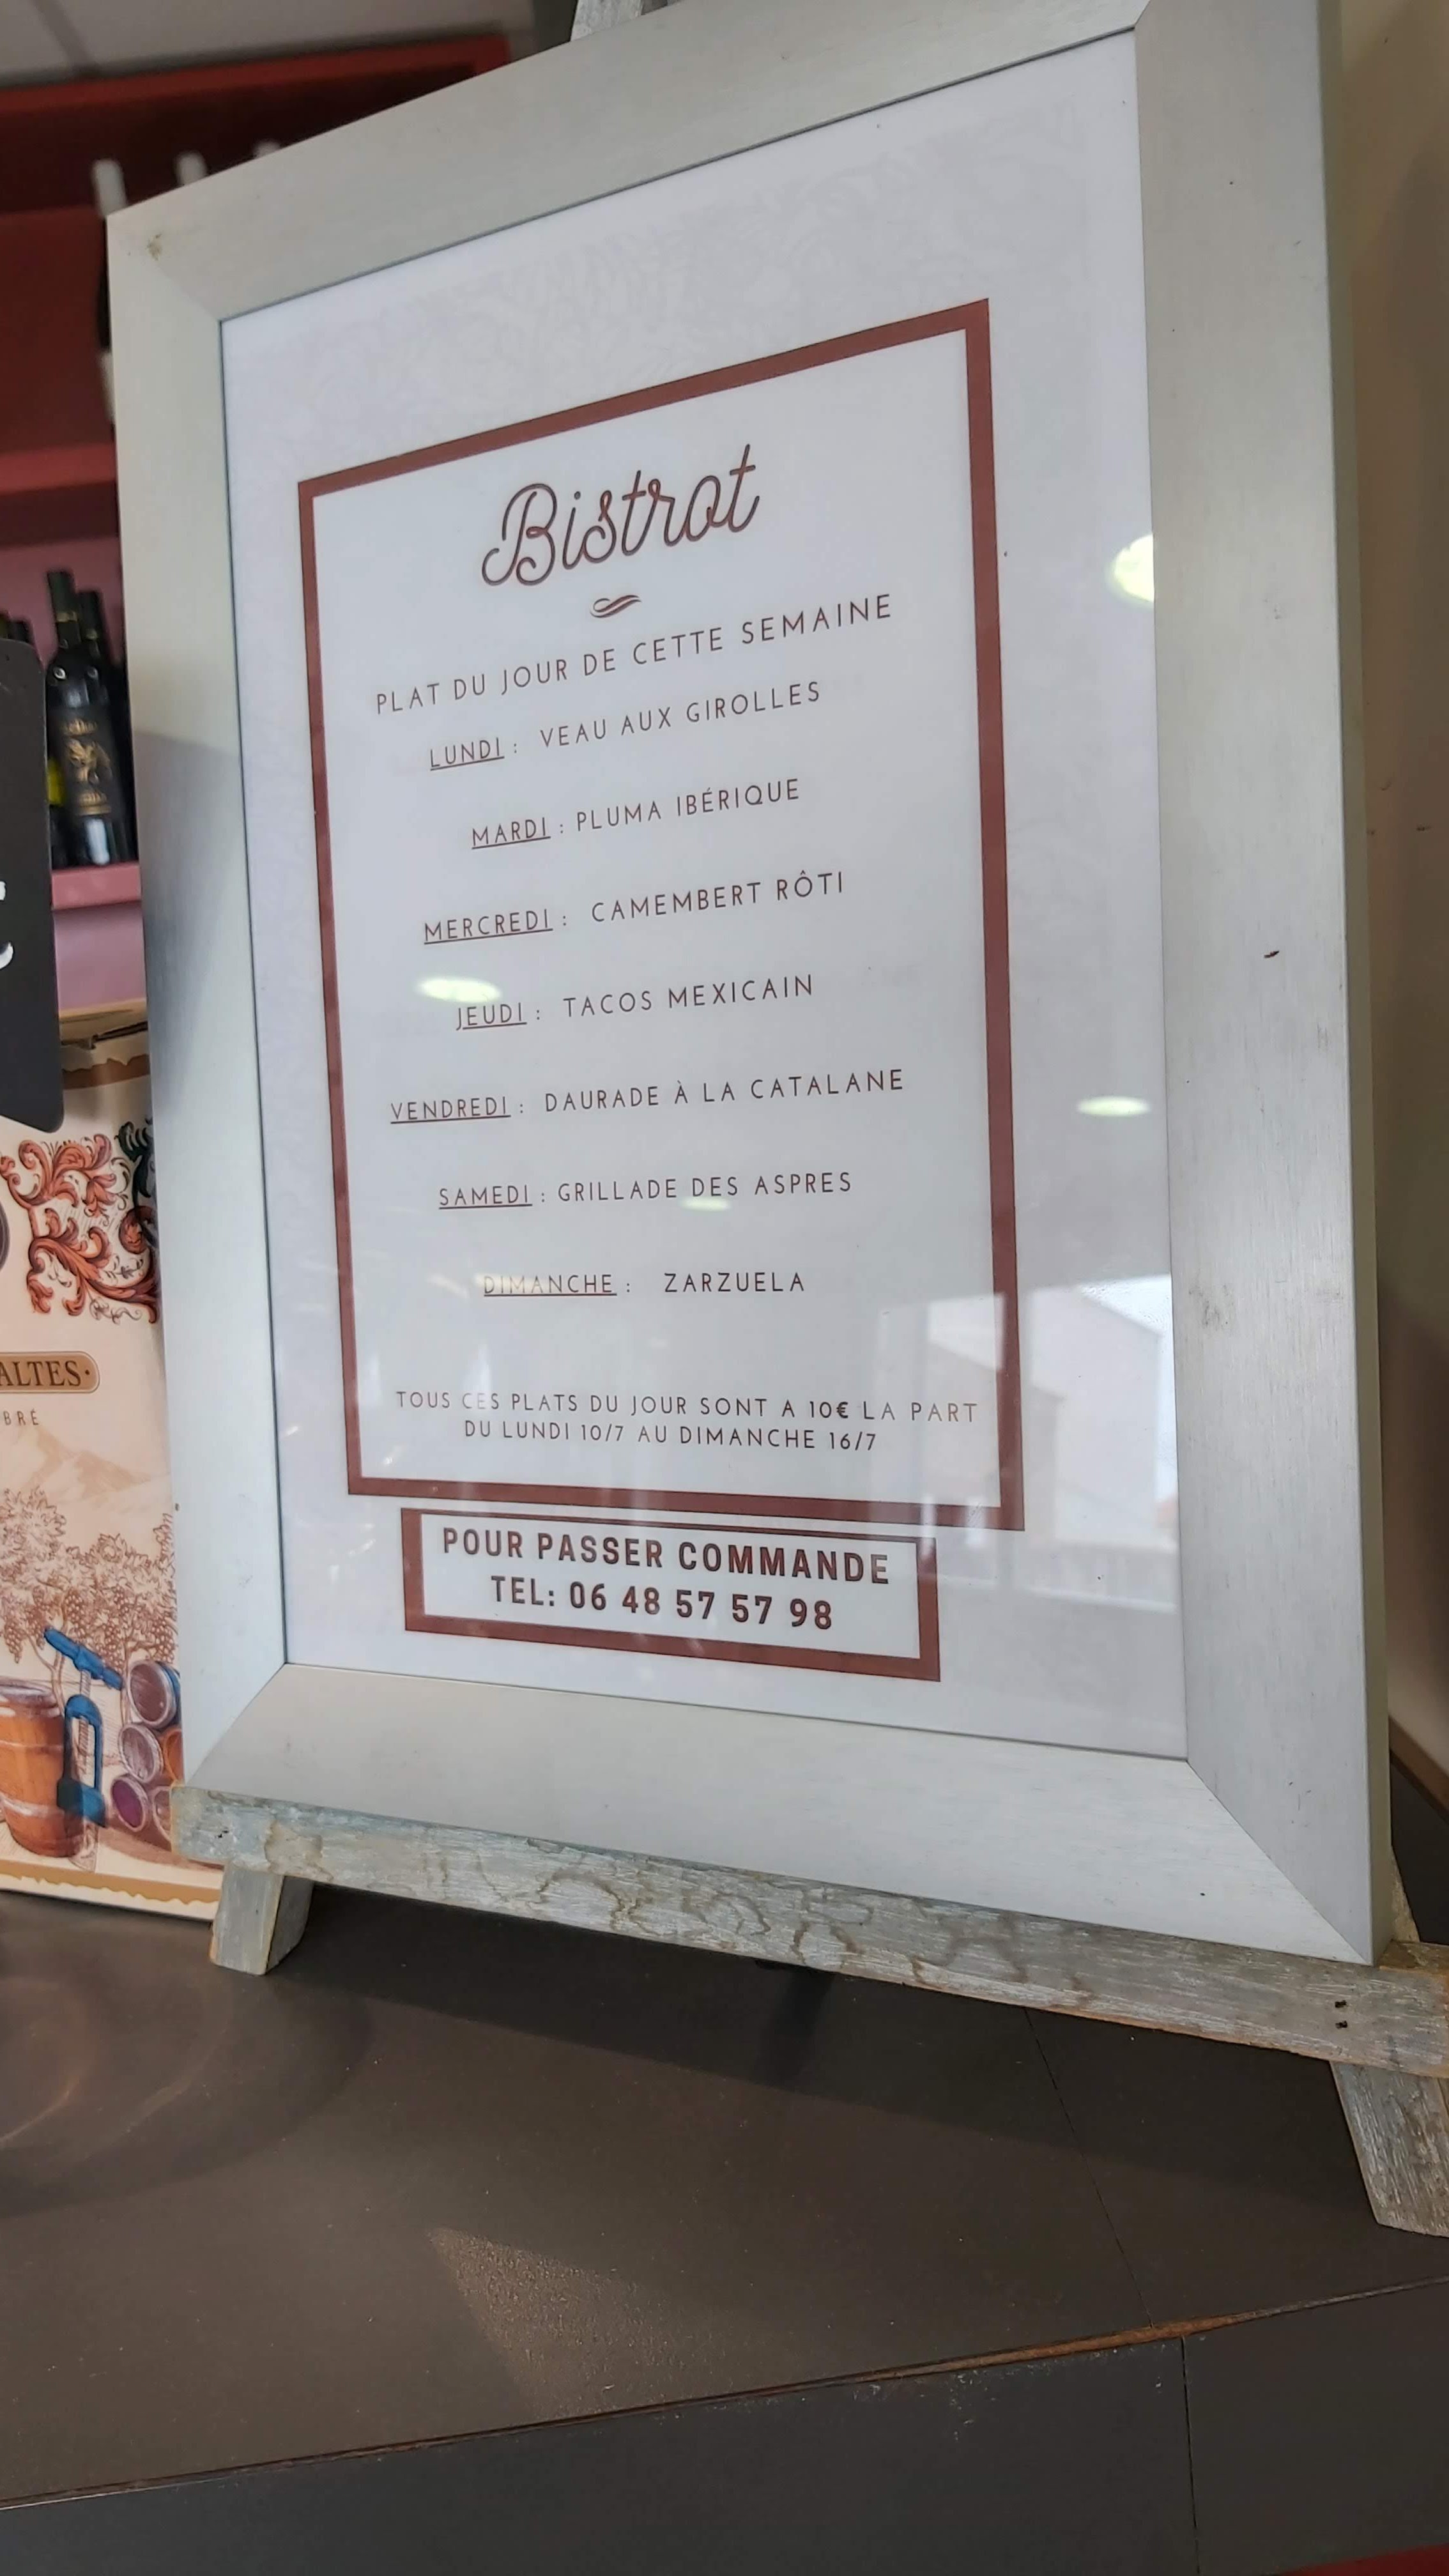 Bistrot
PLAT DU JOUR DE CETTE SEMAINE
LUNDI : VEAU AUX GIROLLES
MARDI : PLUMA IBÉRIQUE
MERCREDI : CAMEMBERT RÔTI
JEUDI : TACOS MEXICAIN
VENDREDI : DAURADE À LA CATALANE
SAMEDI : GRILLADE DES ASPRES
DIMANCHE : ZARZUELA
TOUS CES PLATS DU JOUR SONT A 10€ LA PART
DU LUNDI 10/7 AU DIMANCHE 16/7
POUR PASSER COMMANDE
TEL: 06 48 57 57 98
ALTES·
BRÉ